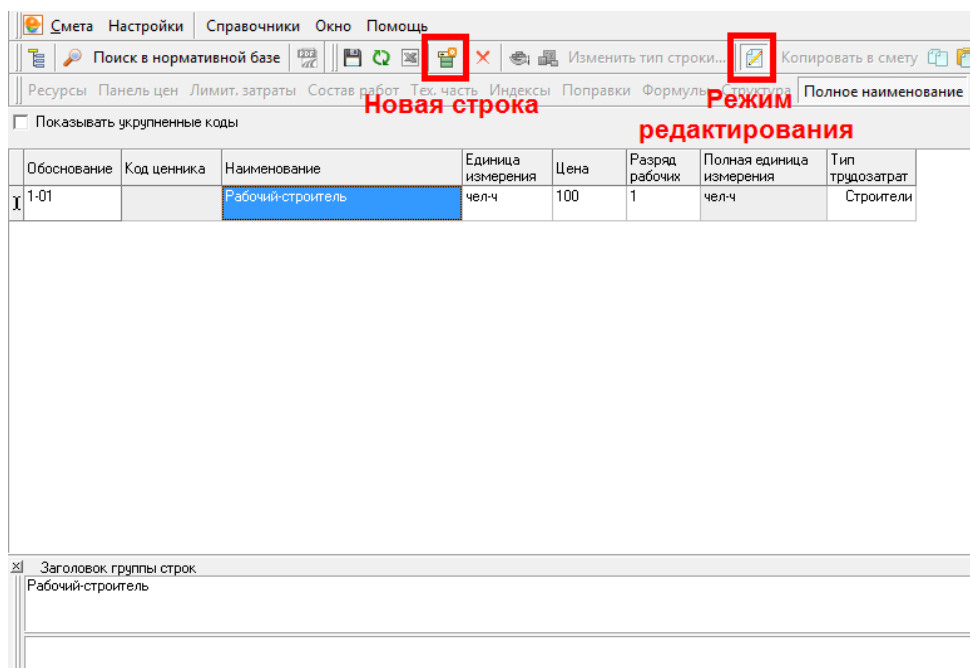 Смета Настройки Справочники Окно Помощь
Поиск в нормативной базе Изменить тип строки... Копировать в смету
Ресурсы Панель цен Лимит. затраты Состав работ Тех. часть Индексы Поправки Формулы Структура Полное наименование
Новая строка
Режим
редактирования
Показывать укрупненные коды
Обоснование Код ценника Наименование Единица измерения Цена Разряд рабочих Полная единица измерения Тип трудозатрат
1-01 Рабочий-строитель чел-ч 100 1 чел-ч Строители
Заголовок группы строк
Рабочий-строитель